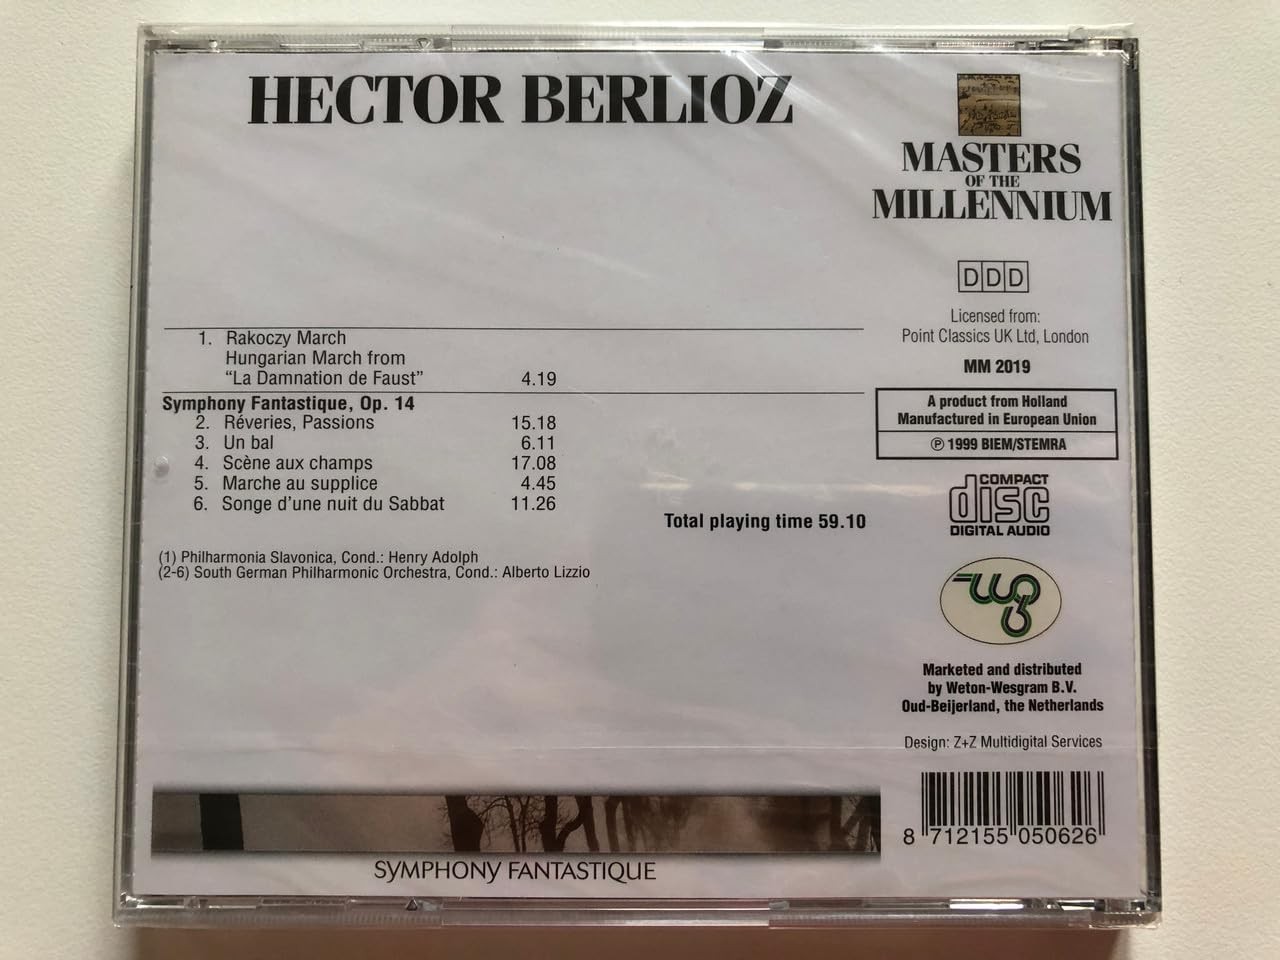 HECTOR BERLIOZ
1. Rakoczy March
Hungarian March from
“La Damnation de Faust” 4.19
Symphony Fantastique, Op. 14
2. Réveries, Passions 15.18
3. Un bal 6.11
4. Scène aux champs 17.08
5. Marche au supplice 4.45
6. Songe d’une nuit du Sabbat 11.26
Total playing time 59.10
(1) Philharmonia Slavonica, Cond.: Henry Adolph
(2-6) South German Philharmonic Orchestra, Cond.: Alberto Lizzio
SYMPHONY FANTASTIQUE
MASTERS
OF THE
MILLENNIUM
DDD
Licensed from:
Point Classics UK Ltd, London
MM 2019
A product from Holland
Manufactured in European Union
℗ 1999 BIEM/STEMRA
COMPACT
disc
DIGITAL AUDIO
Marketed and distributed
by Weton-Wesgram B.V.
Oud-Beijerland, the Netherlands
Design: Z+Z Multidigital Services
8 712155 050626